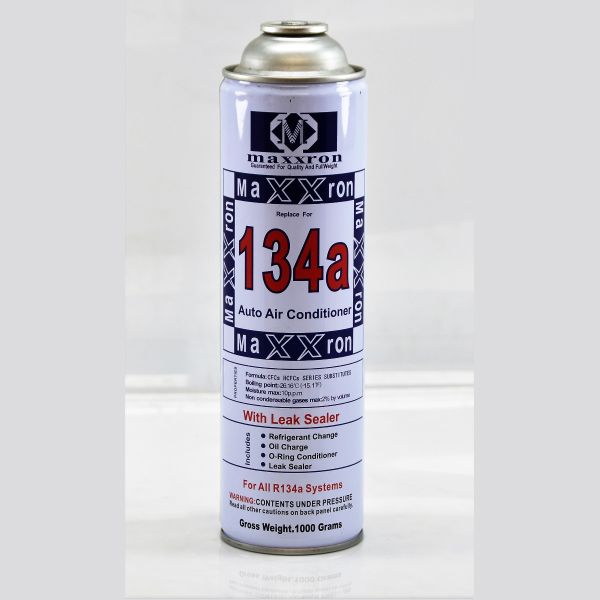 M
maxxron
Guaranteed For Quality And FullWeight
MaXXron
MaXXron
MaXXron
Replace For
134a
Auto Air Conditioner
MaXXron
PROPERTIES
Formula:CFCs HCFCs SERIES SUBSTITUTES
Boiling point:-26.16°C (-15.1°F)
Moisture max:10p.p.m
Non condensable gases max:2% by volume
With Leak Sealer
Includes
● Refrigerant Change
● Oil Charge
● O-Ring Conditioner
● Leak Sealer
For All R134a Systems
WARNING:CONTENTS UNDER PRESSURE
Read all other cautions on back panel carefully.
Gross Weight.1000 Grams